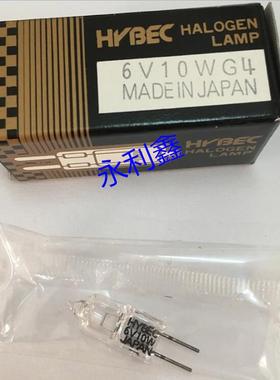 HYBEC HALOGEN
LAMP
6V10WG4
MADE IN JAPAN
HYBEC HALOGEN
LAMP
永利鑫
HYBEC
6V10W
JAPAN